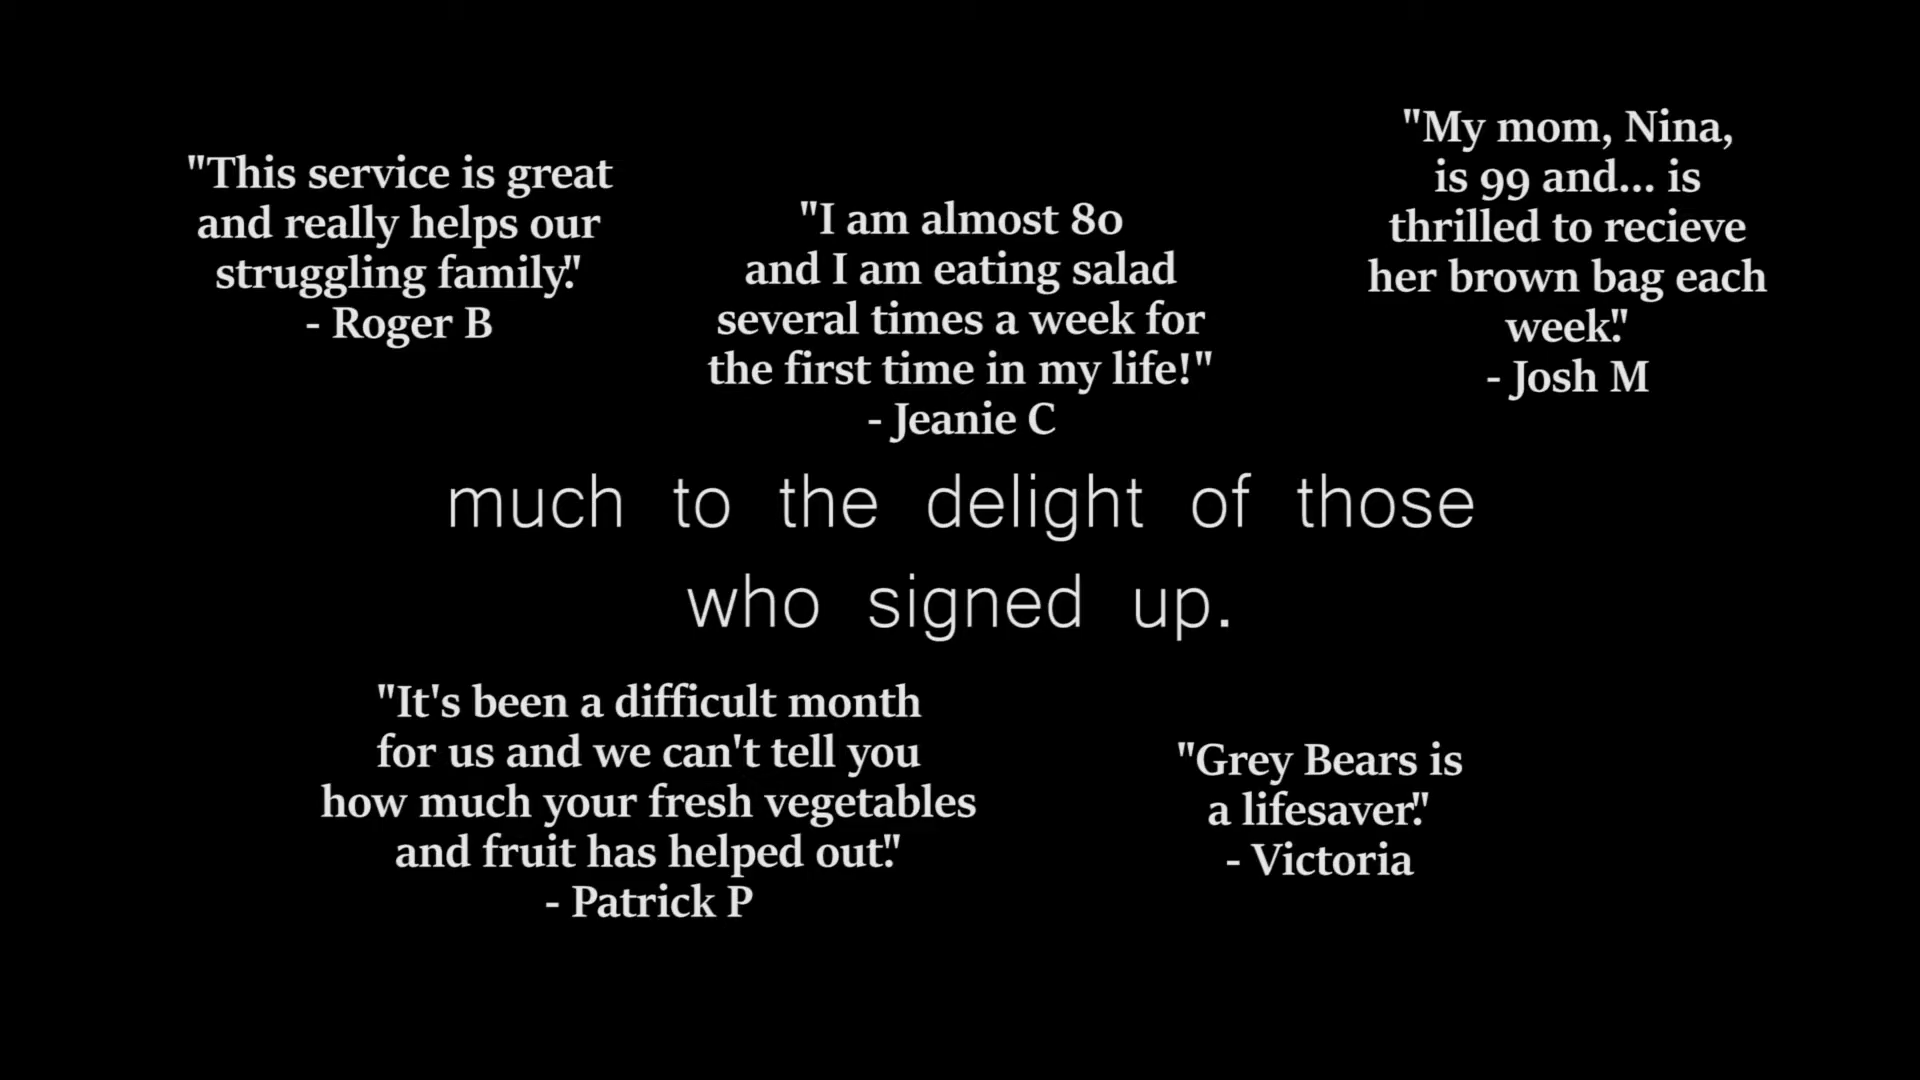 "This service is great
and really helps our
struggling family."
- Roger B
"I am almost 80
and I am eating salad
several times a week for
the first time in my life!"
- Jeanie C
"My mom, Nina,
is 99 and... is
thrilled to recieve
her brown bag each
week."
- Josh M
much to the delight of those
who signed up.
"It's been a difficult month
for us and we can't tell you
how much your fresh vegetables
and fruit has helped out."
- Patrick P
"Grey Bears is
a lifesaver."
- Victoria